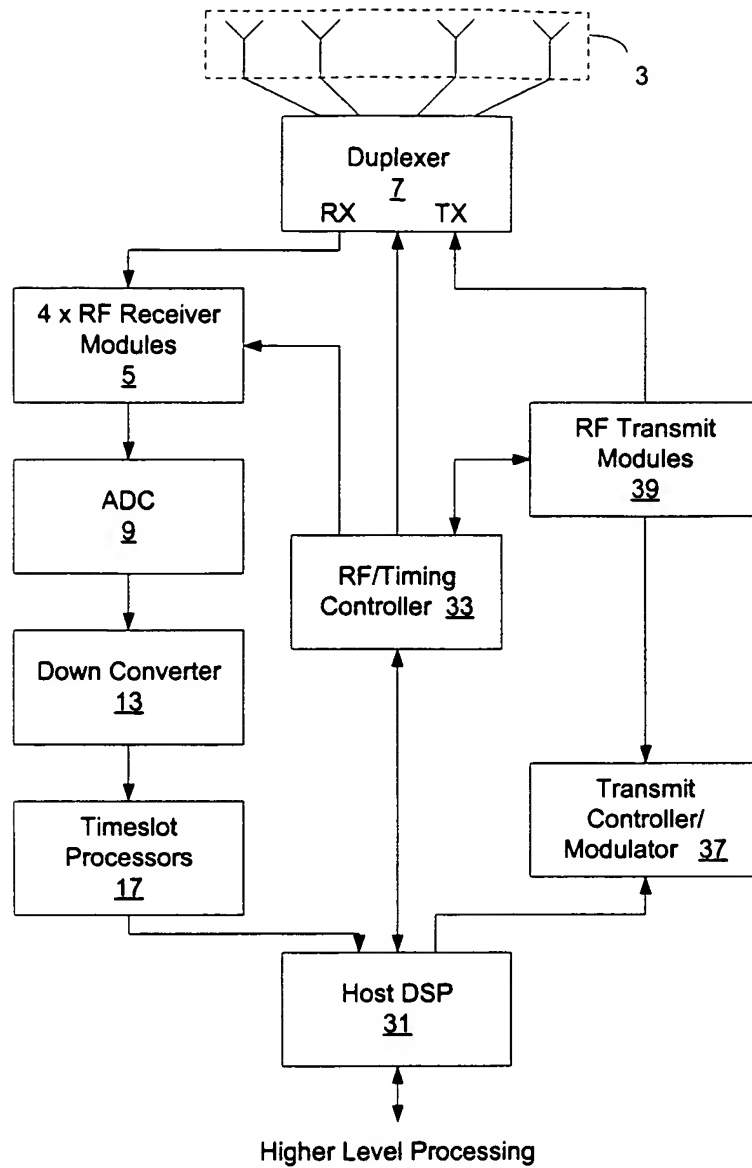 3
Duplexer
7
RX TX
4 x RF Receiver
Modules
5
RF Transmit
Modules
39
ADC
9
RF/Timing
Controller 33
Down Converter
13
Transmit
Controller/
Modulator 37
Timeslot
Processors
17
Host DSP
31
Higher Level Processing